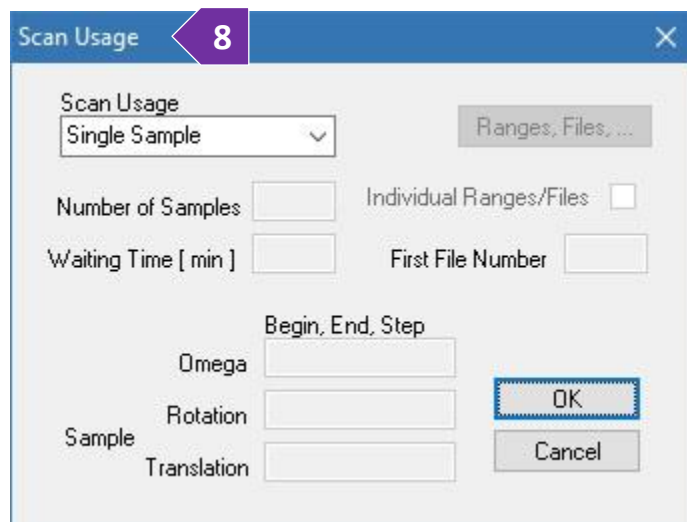 Scan Usage
8
Scan Usage
Single Sample
Ranges, Files, ...
Number of Samples
Individual Ranges/Files
Waiting Time [ min ]
First File Number
Begin, End, Step
Omega
Rotation
Sample
Translation
OK
Cancel